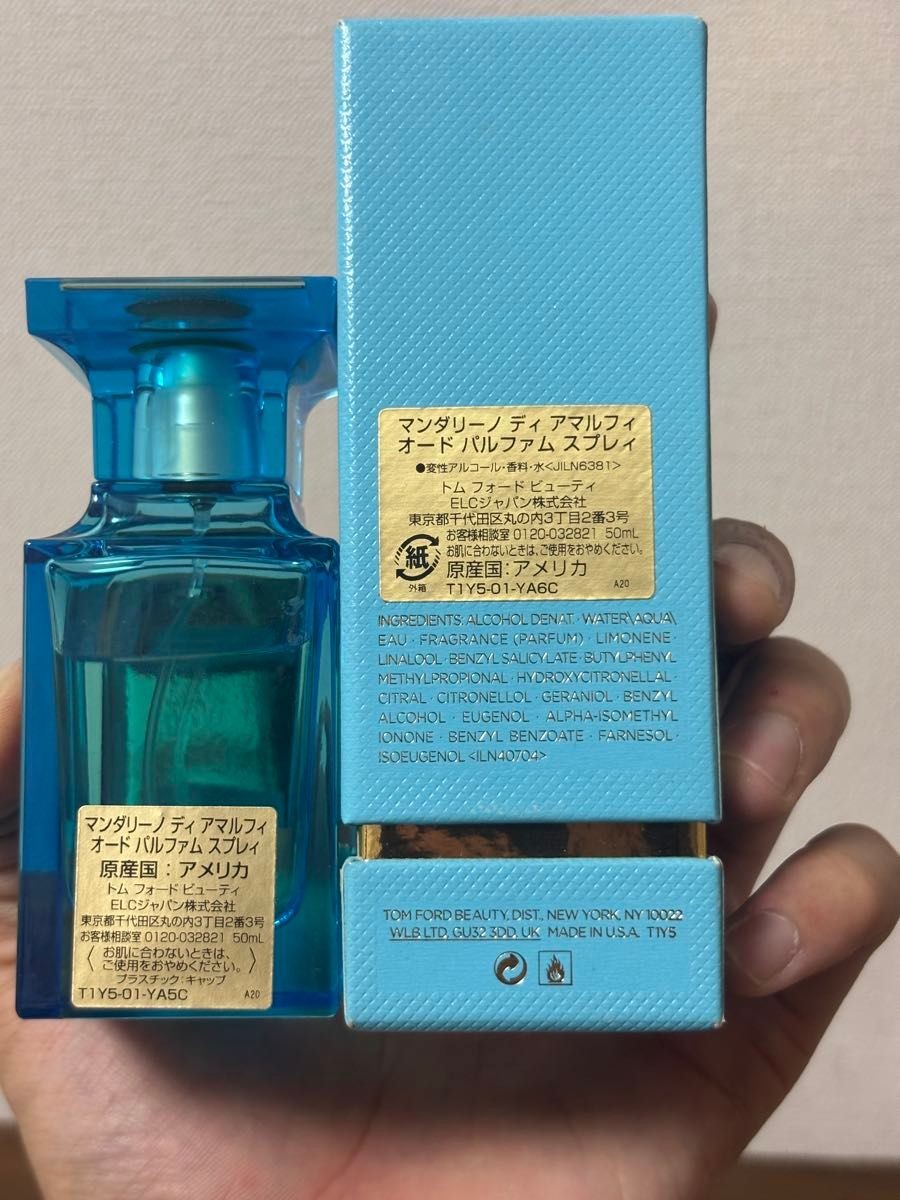 マンダリーノ ディ アマルフィ
オード パルファム スプレィ
●変性アルコール・香料・水<JILN6381>
トム フォード ビューティ
ELCジャパン株式会社
東京都千代田区丸の内3丁目2番3号
お客様相談室 0120-032821 50mL
お肌に合わないときは、ご使用をおやめください。
紙
外箱
原産国:アメリカ
T1Y5-01-YA6C A20
INGREDIENTS: ALCOHOL DENAT. · WATER\AQUA\
EAU · FRAGRANCE (PARFUM) · LIMONENE ·
LINALOOL · BENZYL SALICYLATE · BUTYLPHENYL
METHYLPROPIONAL · HYDROXYCITRONELLAL ·
CITRAL · CITRONELLOL · GERANIOL · BENZYL
ALCOHOL · EUGENOL · ALPHA-ISOMETHYL
IONONE · BENZYL BENZOATE · FARNESOL ·
ISOEUGENOL <ILN40704>
TOM FORD BEAUTY, DIST., NEW YORK, NY 10022
WLB LTD, GU32 3DD, UK MADE IN U.S.A. T1Y5
マンダリーノ ディ アマルフィ
オード パルファム スプレィ
原産国:アメリカ
トム フォード ビューティ
ELCジャパン株式会社
東京都千代田区丸の内3丁目2番3号
お客様相談室 0120-032821 50mL
〈お肌に合わないときは、
ご使用をおやめください。〉
プラスチック:キャップ
T1Y5-01-YA5C A20